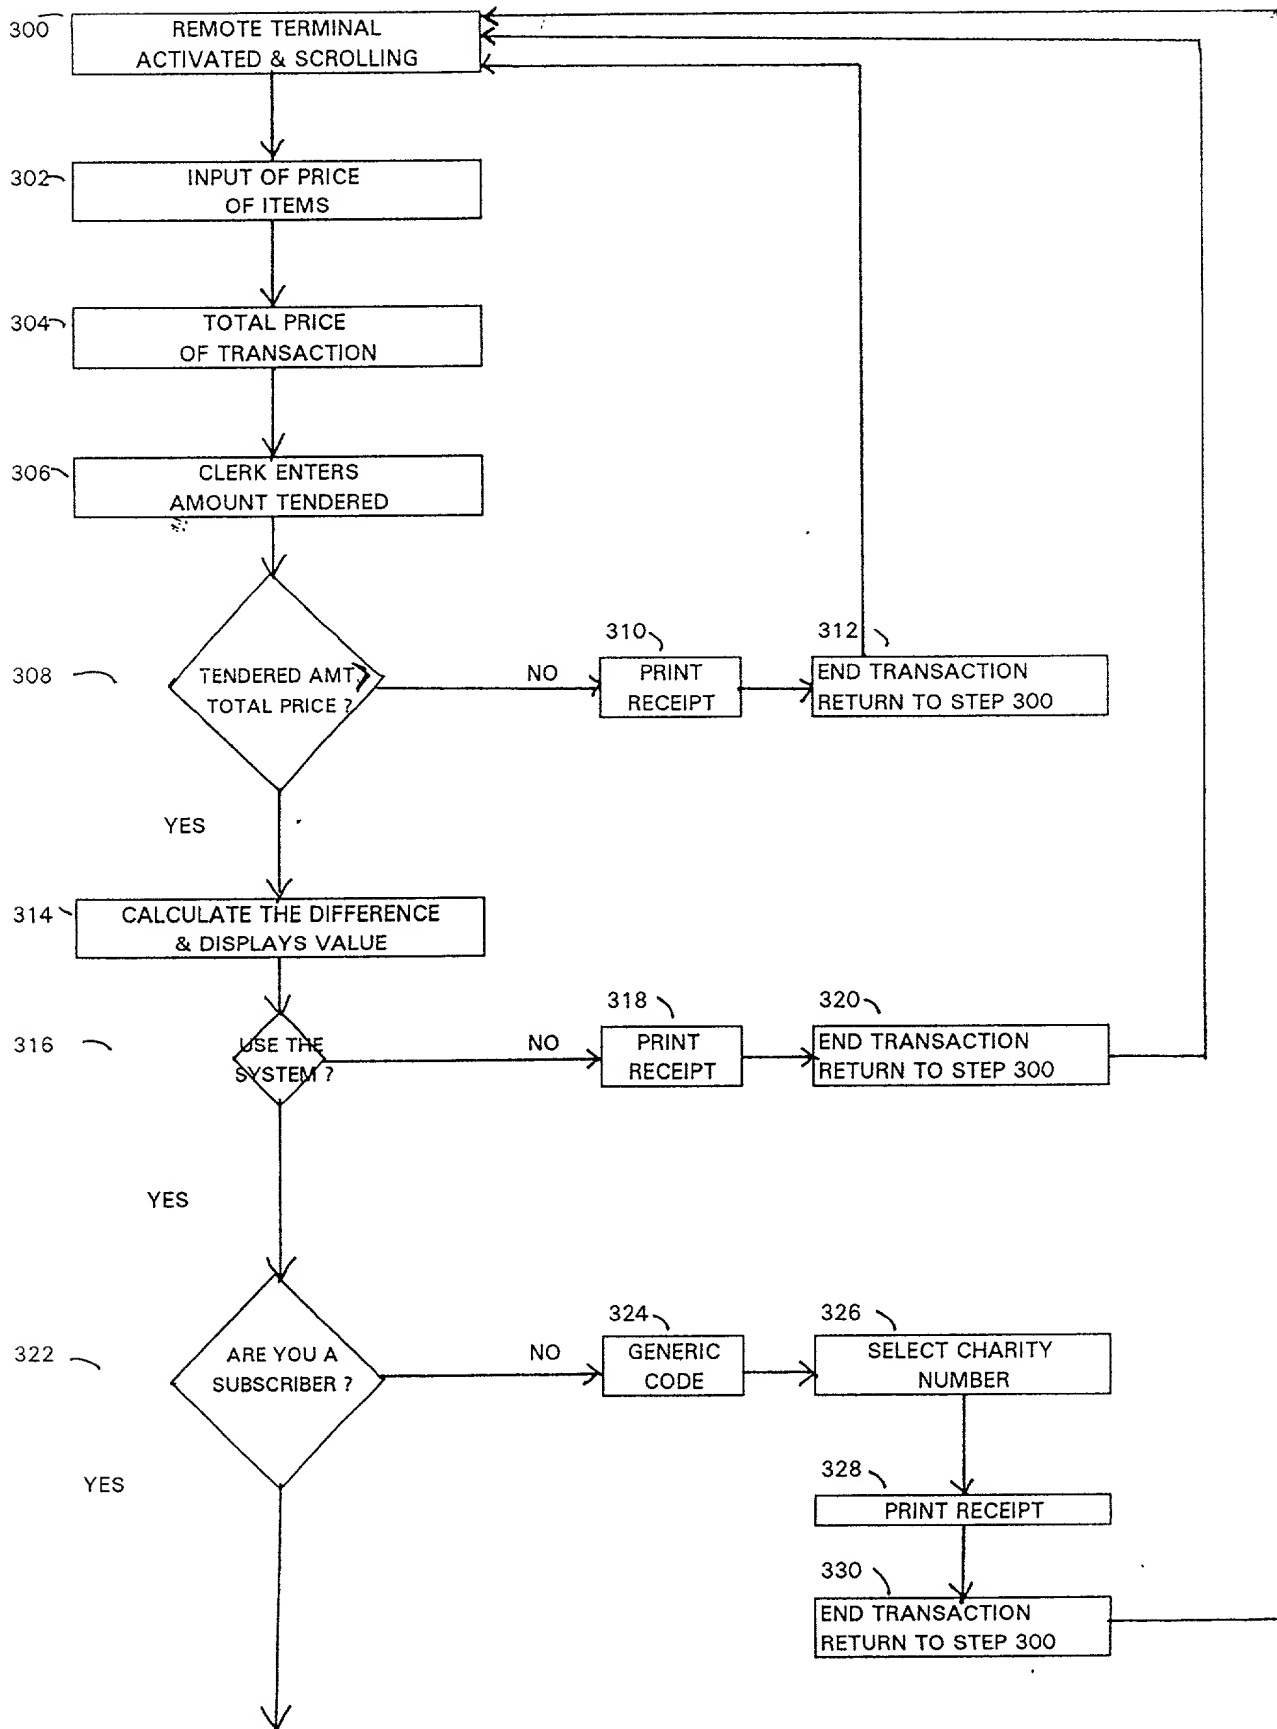 300
REMOTE TERMINAL
ACTIVATED & SCROLLING
302
INPUT OF PRICE
OF ITEMS
304
TOTAL PRICE
OF TRANSACTION
306
CLERK ENTERS
AMOUNT TENDERED
308
TENDERED AMT >
TOTAL PRICE ?
NO
310
PRINT
RECEIPT
312
END TRANSACTION
RETURN TO STEP 300
YES
314
CALCULATE THE DIFFERENCE
& DISPLAYS VALUE
316
USE THE
SYSTEM ?
NO
318
PRINT
RECEIPT
320
END TRANSACTION
RETURN TO STEP 300
YES
322
ARE YOU A
SUBSCRIBER ?
NO
324
GENERIC
CODE
326
SELECT CHARITY
NUMBER
YES
328
PRINT RECEIPT
330
END TRANSACTION
RETURN TO STEP 300